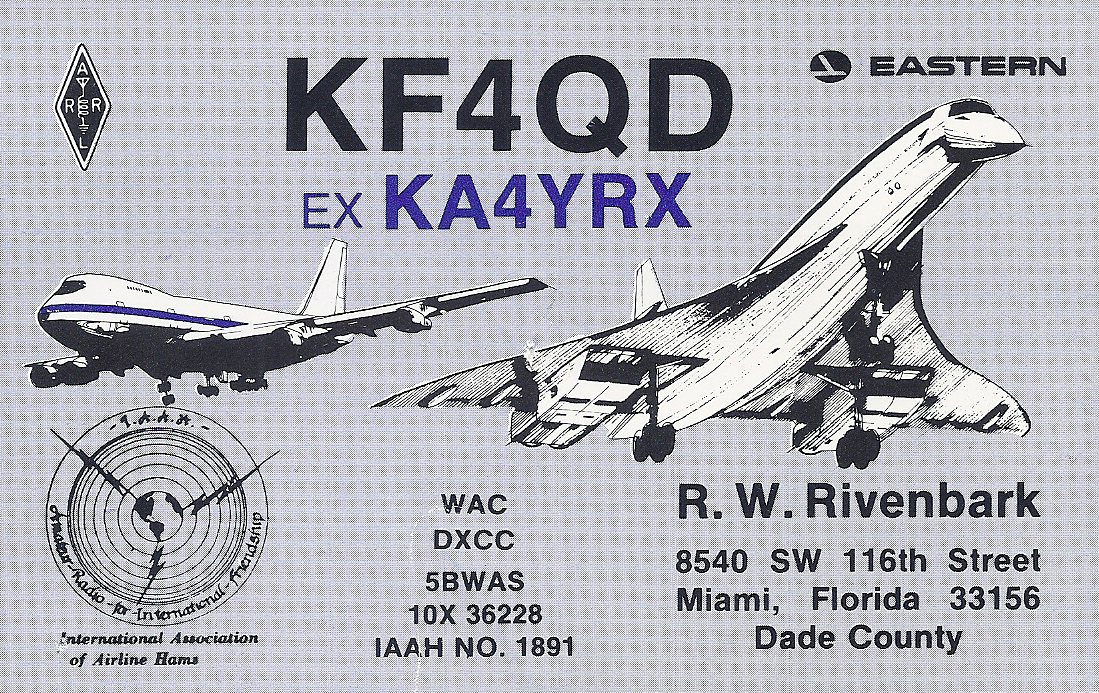 ARRL
KF4QD
EASTERN
EX KA4YRX
- I.A.A.H. -
Amateur-Radio-for-International-Friendship
International Association
of Airline Hams
WAC
DXCC
5BWAS
10X 36228
IAAH NO. 1891
R. W. Rivenbark
8540 SW 116th Street
Miami, Florida 33156
Dade County